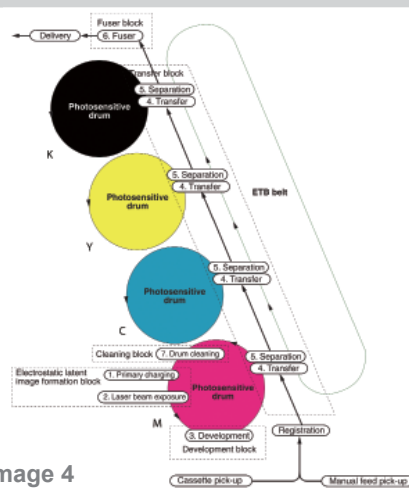 Fuser block
Delivery
6. Fuser
Transfer block
5. Separation
4. Transfer
Photosensitive
drum
K
5. Separation
4. Transfer
ETB belt
Photosensitive
drum
Y
5. Separation
4. Transfer
Photosensitive
drum
C
Cleaning block
7. Drum cleaning
5. Separation
4. Transfer
Electrostatic latent
image formation block
1. Primary charging
Photosensitive
drum
2. Laser beam exposure
M
3. Development
Development block
Registration
mage 4
Cassette pick-up
Manual feed pick-up